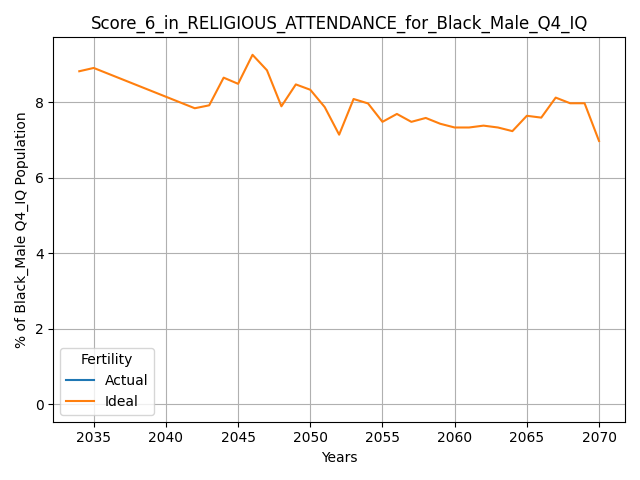 Score_6_in_RELIGIOUS_ATTENDANCE_for_Black_Male_Q4_IQ
% of Black_Male Q4_IQ Population
8
6
4
2
0
Fertility
Actual
Ideal
2035 2040 2045 2050 2055 2060 2065 2070
Years